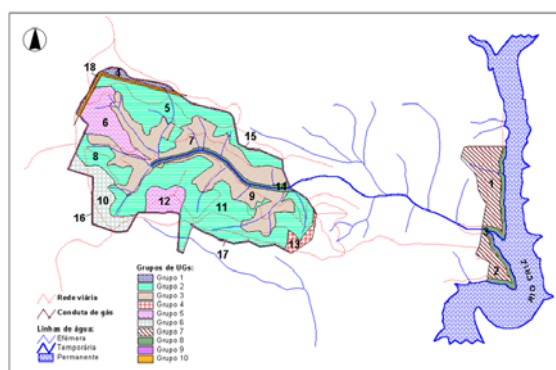 4
18
5
6
7
15
1
8
14
9
10
12
11
3
16
13
2
17
Rio Zêzere
Rede viária
Conduta de gás
Linhas de água:
Efémera
Temporária
Permanente
Grupos de UGs:
Grupo 1
Grupo 2
Grupo 3
Grupo 4
Grupo 5
Grupo 6
Grupo 7
Grupo 8
Grupo 9
Grupo 10